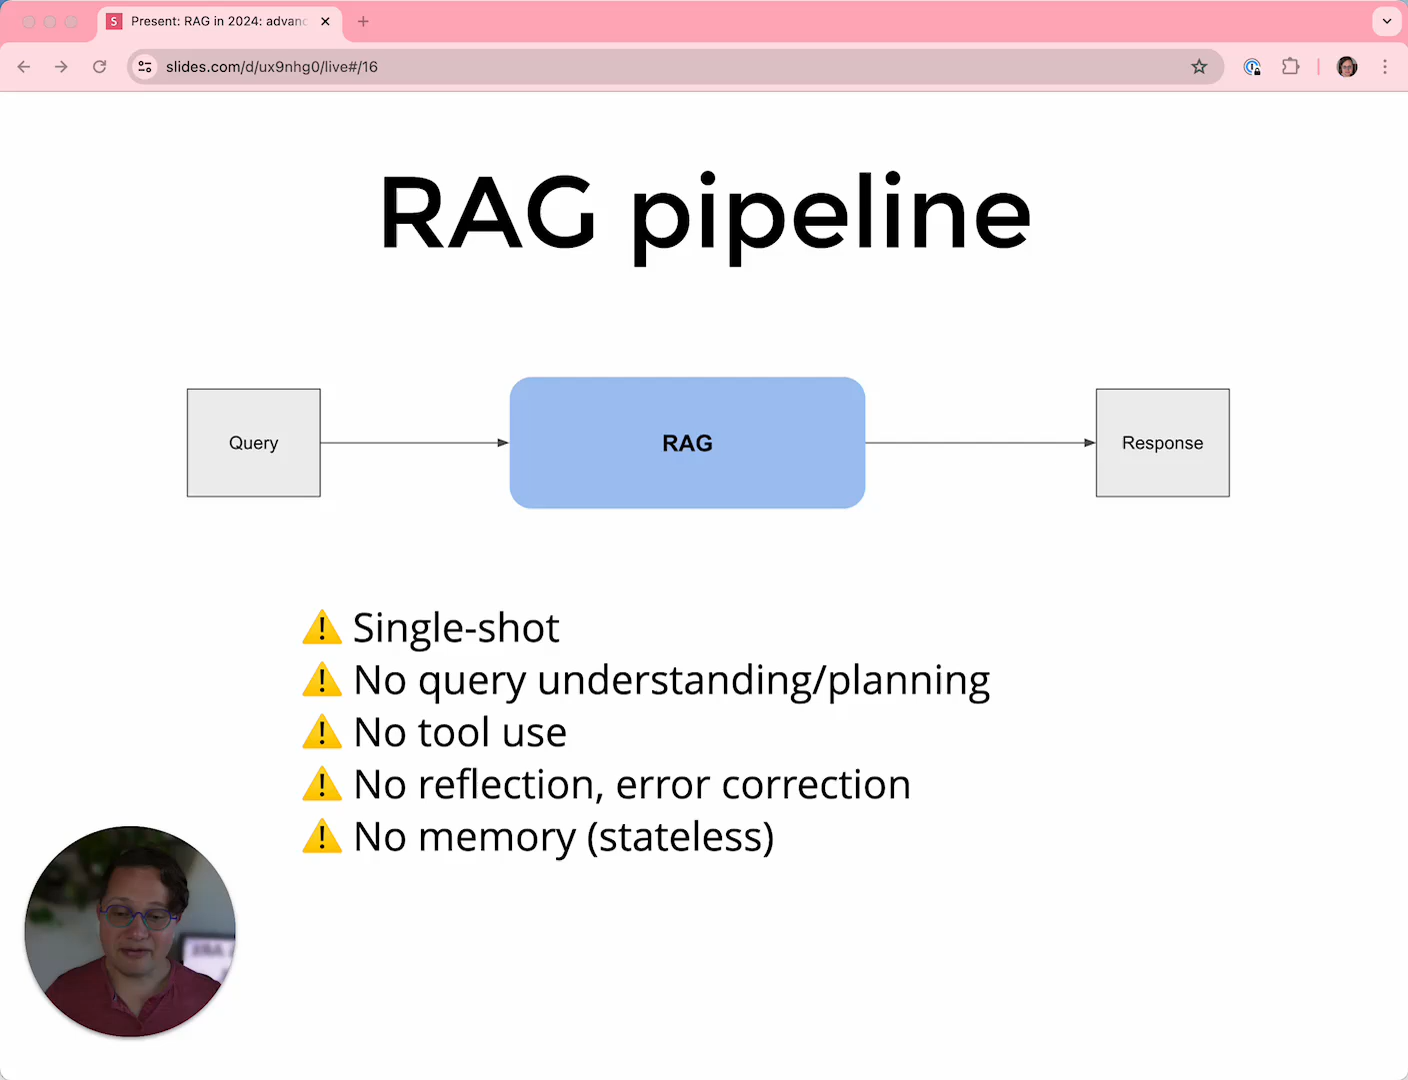 Present: RAG in 2024: advanc
slides.com/d/ux9nhg0/live#/16
RAG pipeline
Query
RAG
Response
⚠️ Single-shot
⚠️ No query understanding/planning
⚠️ No tool use
⚠️ No reflection, error correction
⚠️ No memory (stateless)